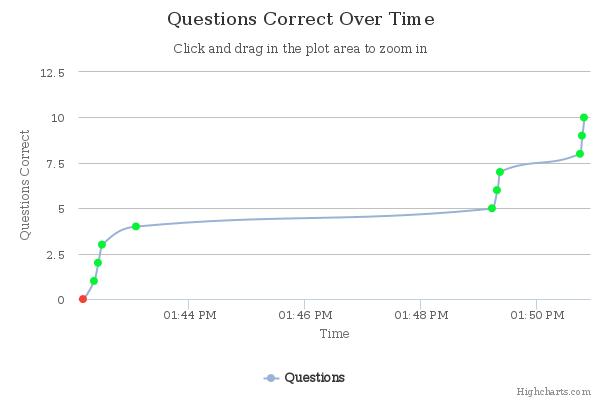 Questions Correct Over Time
Click and drag in the plot area to zoom in
Questions Correct
12.5
10
7.5
5
2.5
0
01:44 PM 01:46 PM 01:48 PM 01:50 PM
Time
Questions
Highcharts.com